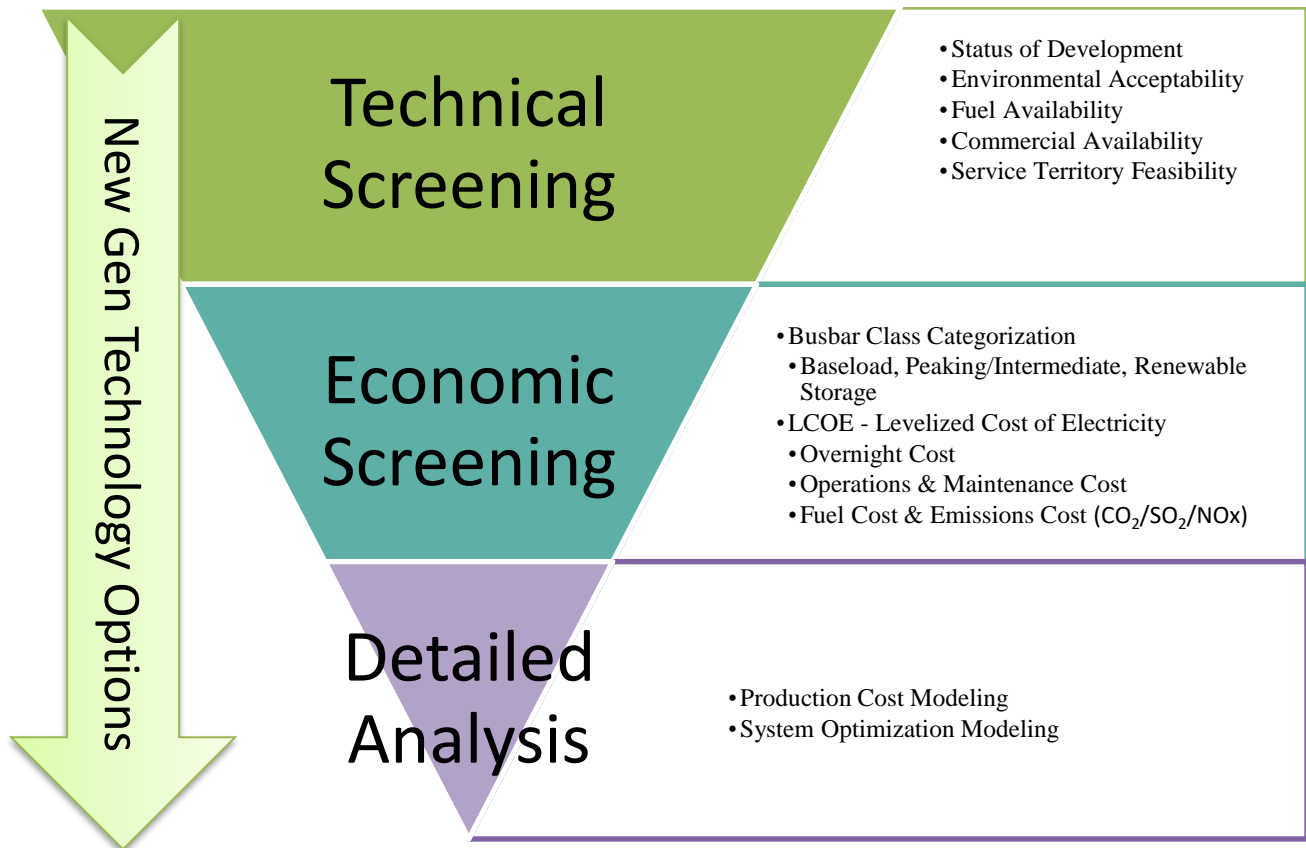 New Gen Technology Options
Technical
Screening
•Status of Development
•Environmental Acceptability
•Fuel Availability
•Commercial Availability
•Service Territory Feasibility
Economic
Screening
•Busbar Class Categorization
•Baseload, Peaking/Intermediate, Renewable
Storage
•LCOE - Levelized Cost of Electricity
•Overnight Cost
•Operations & Maintenance Cost
•Fuel Cost & Emissions Cost (CO₂/SO₂/NOx)
Detailed
Analysis
•Production Cost Modeling
•System Optimization Modeling